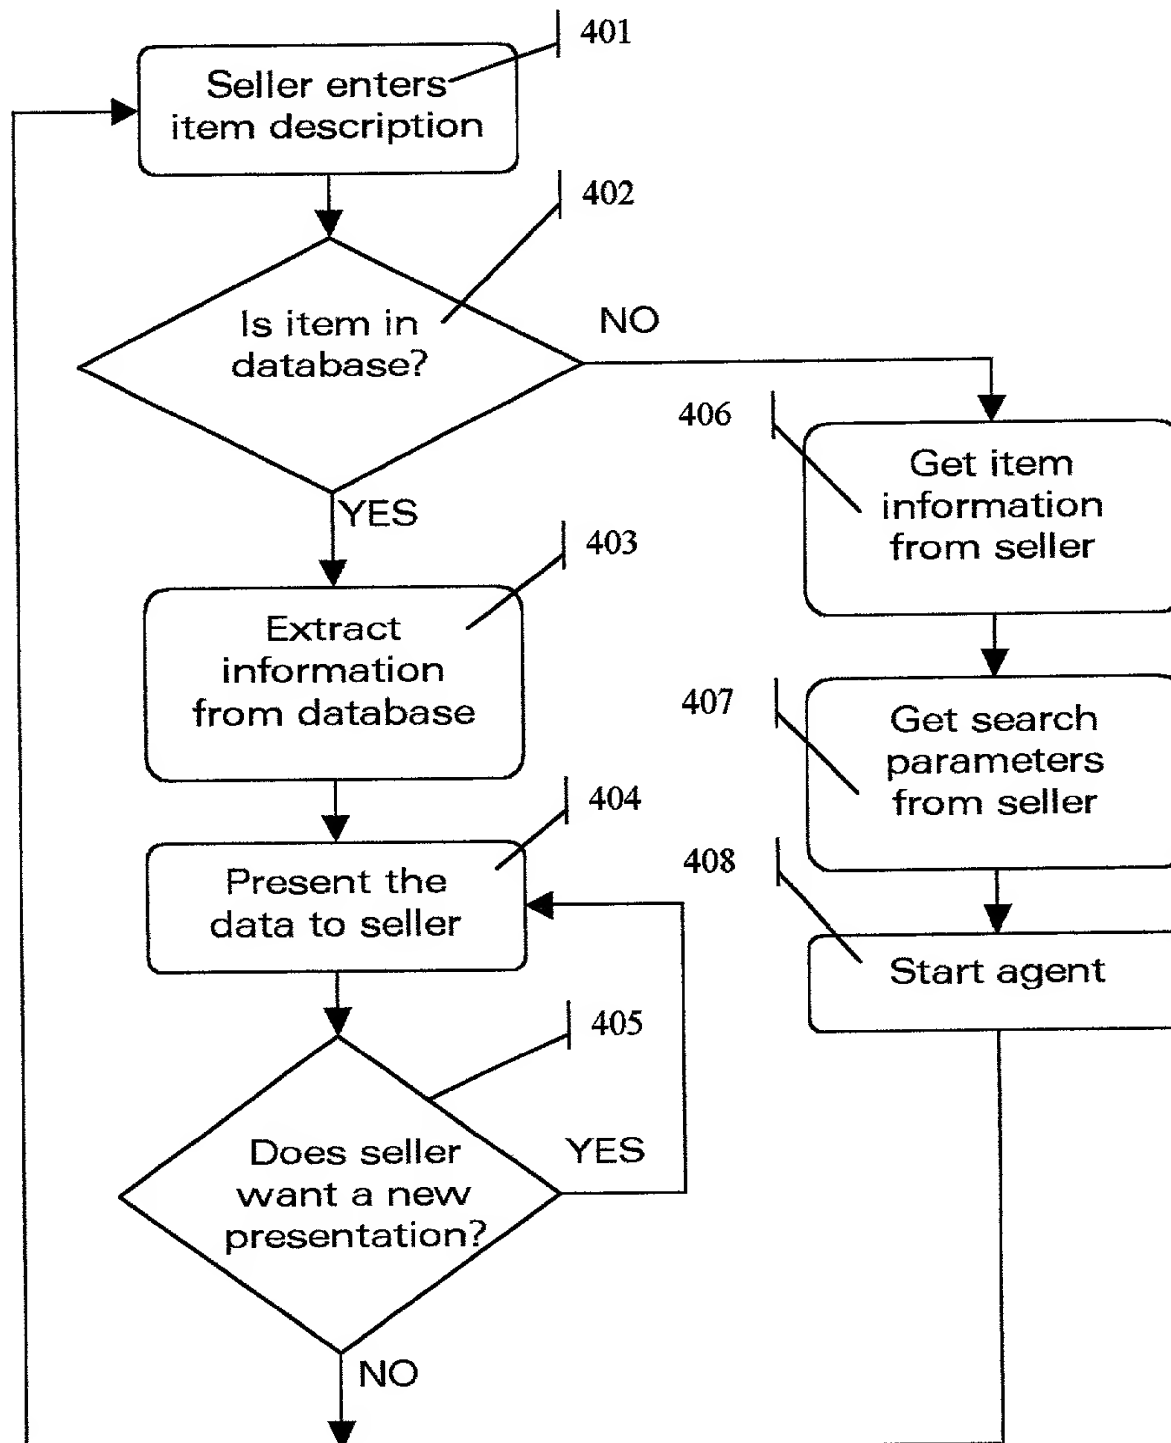 401
Seller enters
item description
402
Is item in
database?
NO
YES
406
Get item
information
from seller
403
Extract
information
from database
407
Get search
parameters
from seller
404
Present the
data to seller
408
Start agent
405
Does seller
want a new
presentation?
YES
NO